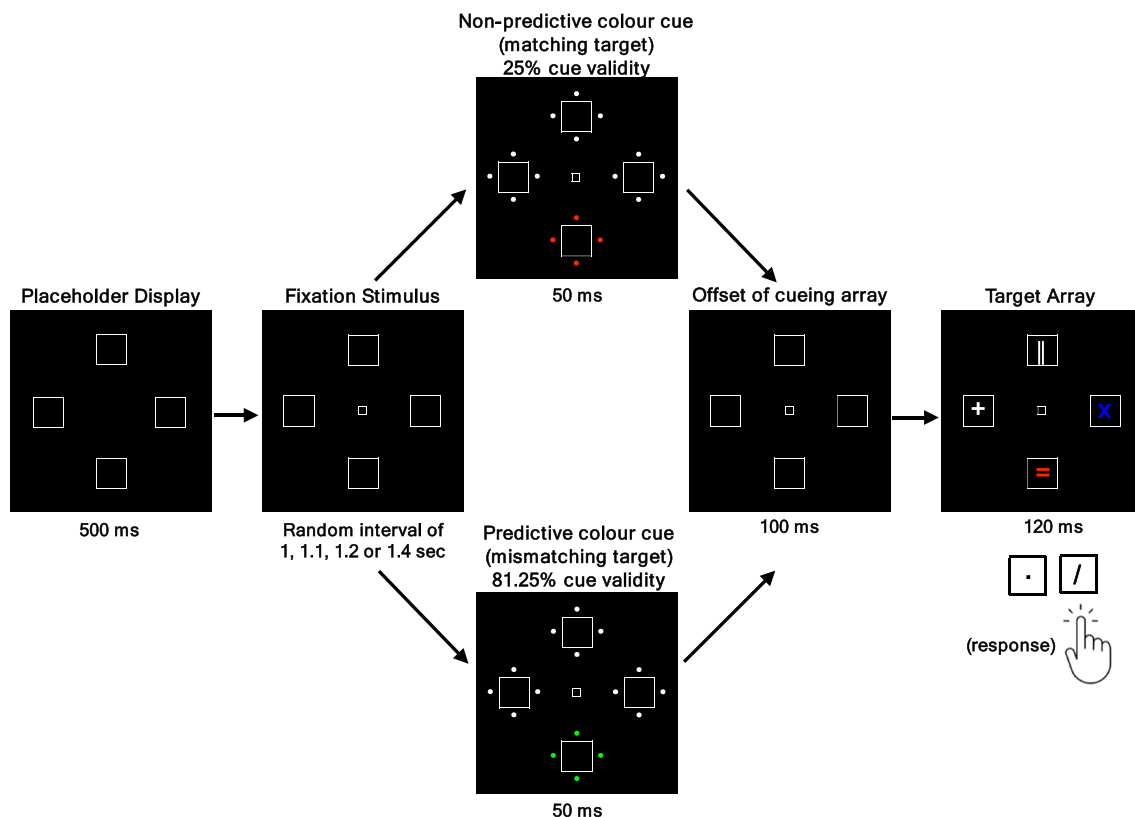 Non-predictive colour cue
(matching target)
25% cue validity
50 ms
Placeholder Display
500 ms
Fixation Stimulus
Random interval of
1, 1.1, 1.2 or 1.4 sec
Predictive colour cue
(mismatching target)
81.25% cue validity
50 ms
Offset of cueing array
100 ms
Target Array
||
+ x
=
120 ms
. /
(response)